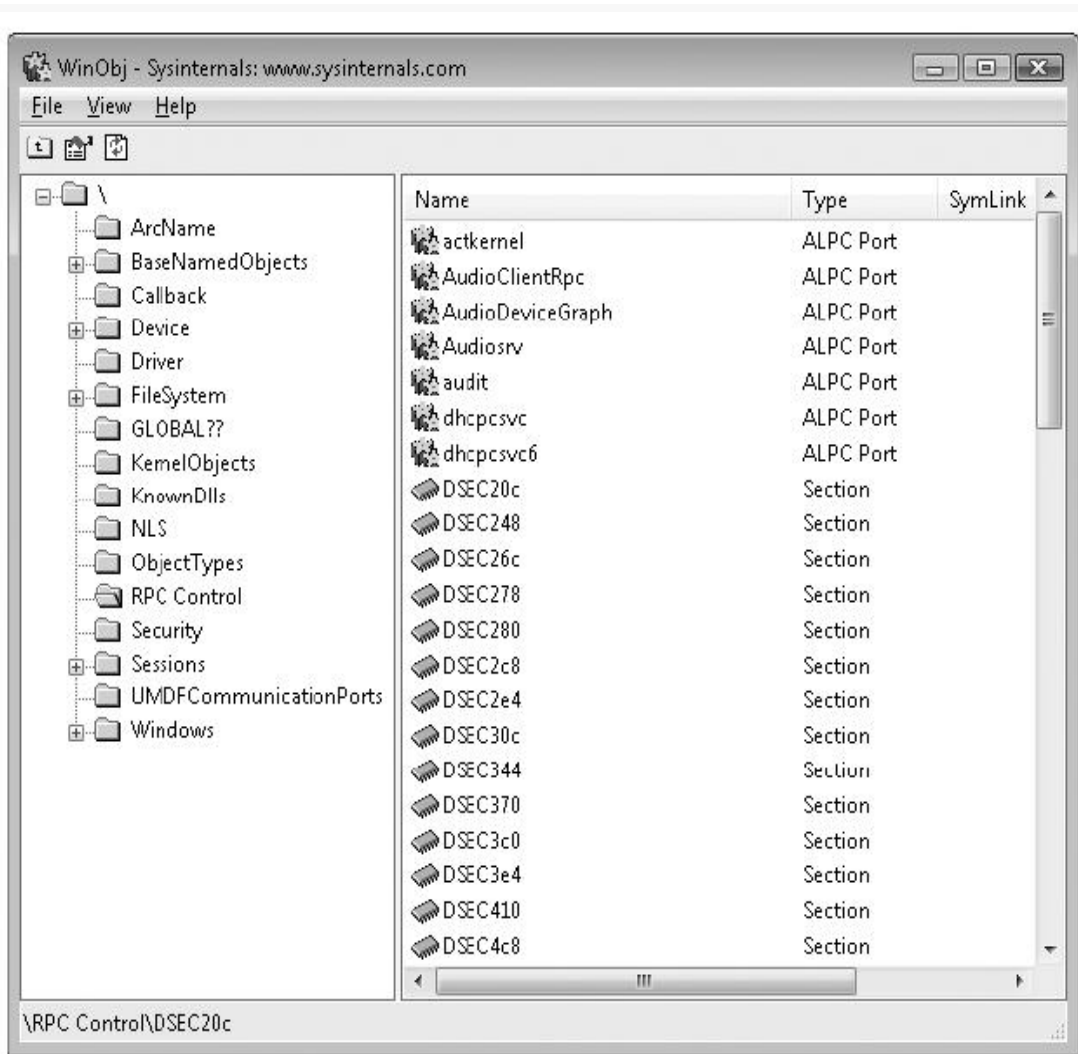 WinObj - Sysinternals: www.sysinternals.com
File View Help
\
ArcName
BaseNamedObjects
Callback
Device
Driver
FileSystem
GLOBAL??
KernelObjects
KnownDlls
NLS
ObjectTypes
RPC Control
Security
Sessions
UMDFCommunicationPorts
Windows
Name Type SymLink
actkernel ALPC Port
AudioClientRpc ALPC Port
AudioDeviceGraph ALPC Port
Audiosrv ALPC Port
audit ALPC Port
dhcpcsvc ALPC Port
dhcpcsvc6 ALPC Port
DSEC20c Section
DSEC248 Section
DSEC26c Section
DSEC278 Section
DSEC280 Section
DSEC2c8 Section
DSEC2e4 Section
DSEC30c Section
DSEC344 Section
DSEC370 Section
DSEC3c0 Section
DSEC3e4 Section
DSEC410 Section
DSEC4c8 Section
\RPC Control\DSEC20c